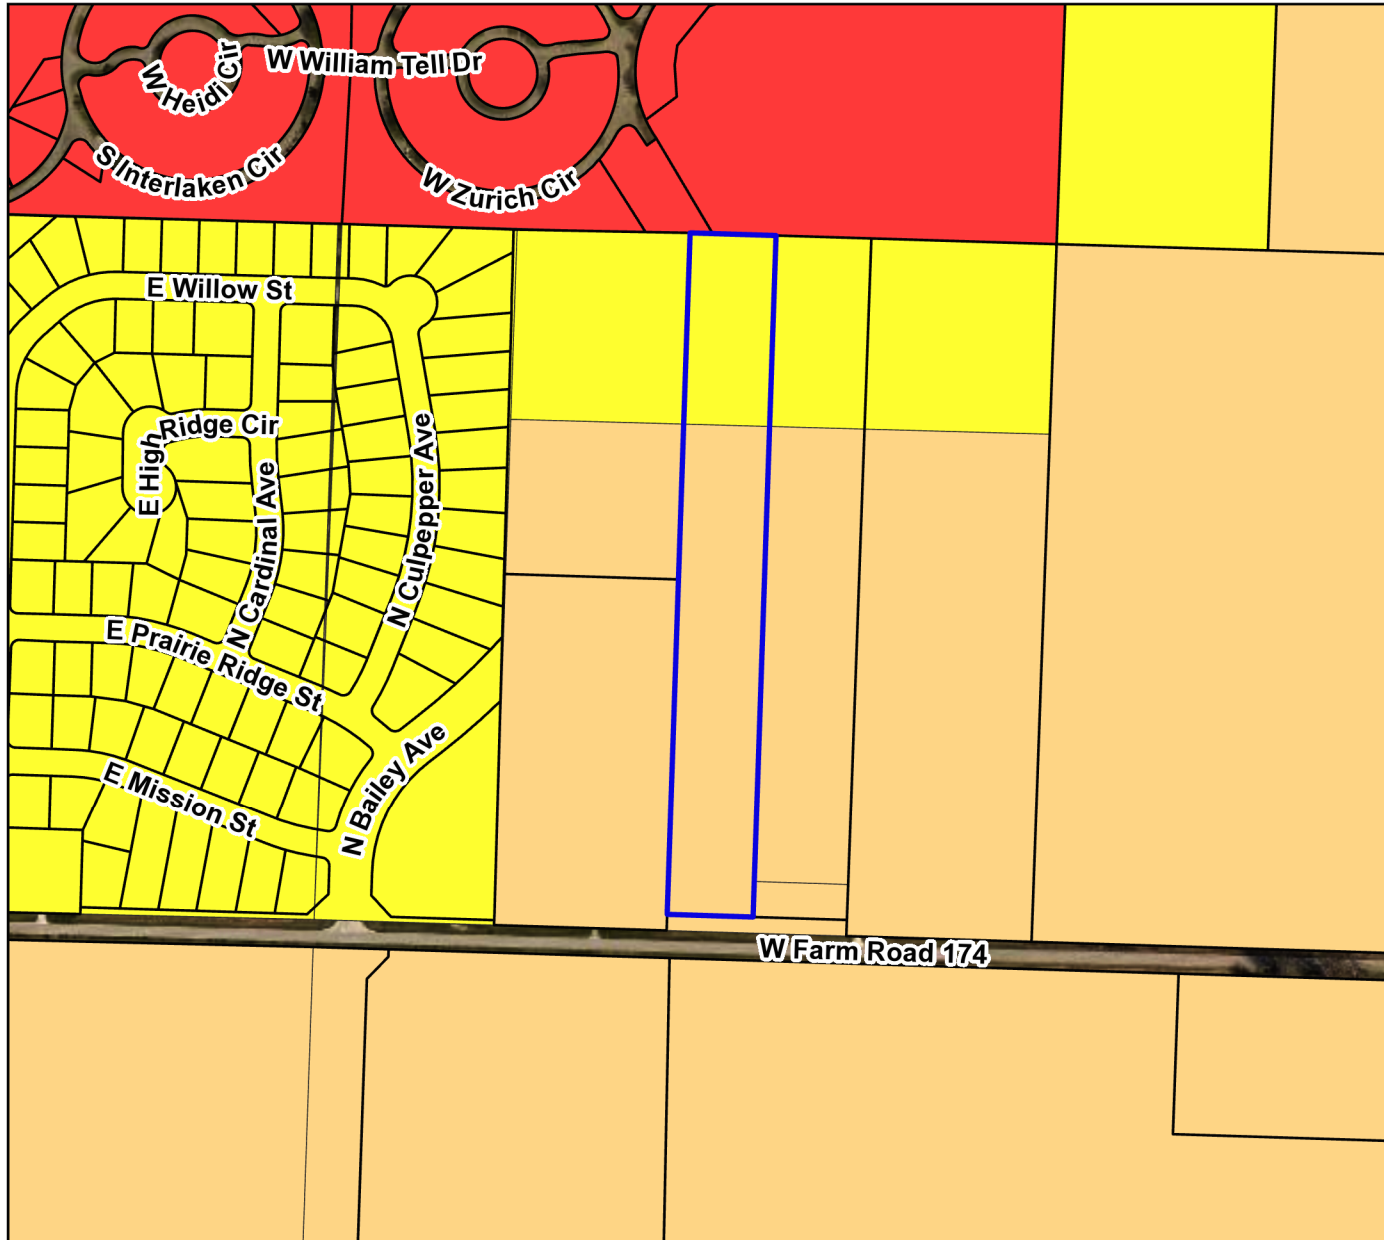 W William Tell Dr
W Heidi Cir
S Interlaken Cir
W Zurich Cir
E Willow St
E High Ridge Cir
N Cardinal Ave
N Culpepper Ave
E Prairie Ridge St
E Mission St
N Bailey Ave
W Farm Road 174